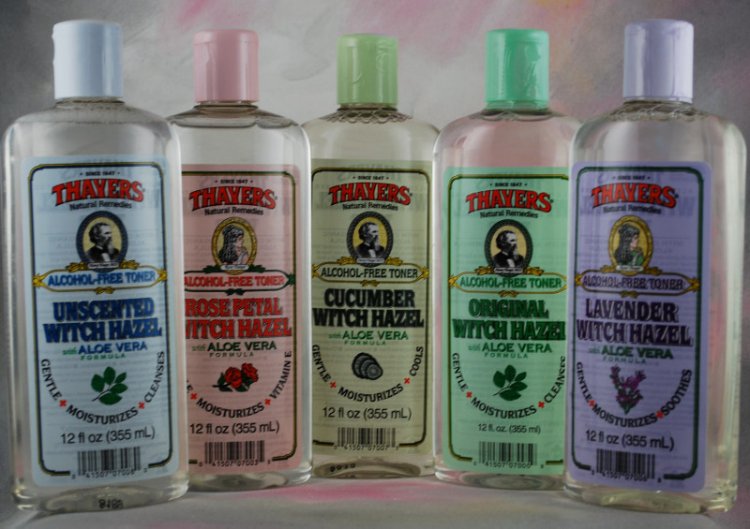 SINCE 1847
THAYERS
Natural Remedies
ALCOHOL-FREE TONER
UNSCENTED
WITCH HAZEL
with ALOE VERA
FORMULA
GENTLE + MOISTURIZES + CLEANSES
12 fl oz (355 mL)
SINCE 1847
THAYERS
Natural Remedies
ALCOHOL-FREE TONER
ROSE PETAL
WITCH HAZEL
with ALOE VERA
FORMULA
MOISTURIZES + VITAMIN E
12 fl oz (355 mL)
SINCE 1847
THAYERS
Natural Remedies
ALCOHOL-FREE TONER
CUCUMBER
WITCH HAZEL
with ALOE VERA
FORMULA
GENTLE + MOISTURIZES + COOLS
12 fl oz (355 mL)
SINCE 1847
THAYERS
Natural Remedies
ALCOHOL-FREE TONER
ORIGINAL
WITCH HAZEL
with ALOE VERA
FORMULA
GENTLE + MOISTURIZES + CLEANSES
12 fl oz. (355 ml)
SINCE 1847
THAYERS
Natural Remedies
ALCOHOL-FREE TONER
LAVENDER
WITCH HAZEL
with ALOE VERA
FORMULA
GENTLE + MOISTURIZES + SOOTHES
12 fl oz (355 mL)